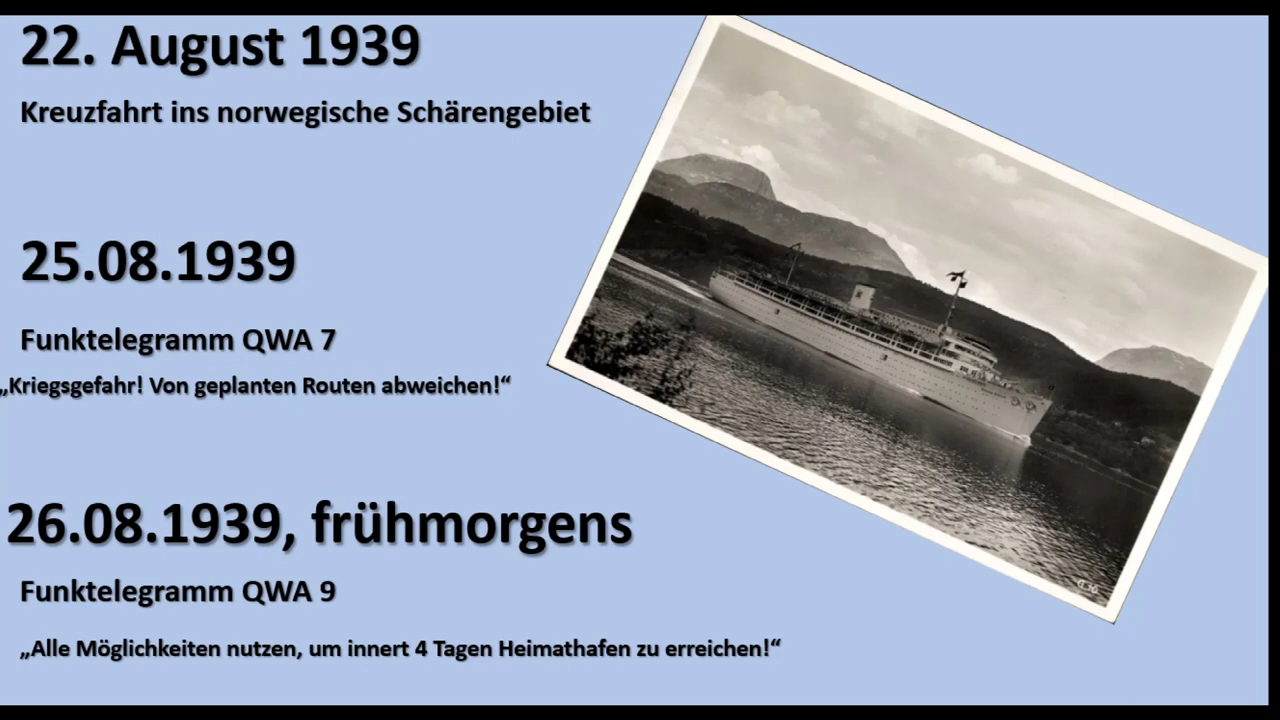 22. August 1939
Kreuzfahrt ins norwegische Schärengebiet
25.08.1939
Funktelegramm QWA 7
„Kriegsgefahr! Von geplanten Routen abweichen!“
26.08.1939, frühmorgens
Funktelegramm QWA 9
„Alle Möglichkeiten nutzen, um innert 4 Tagen Heimathafen zu erreichen!“